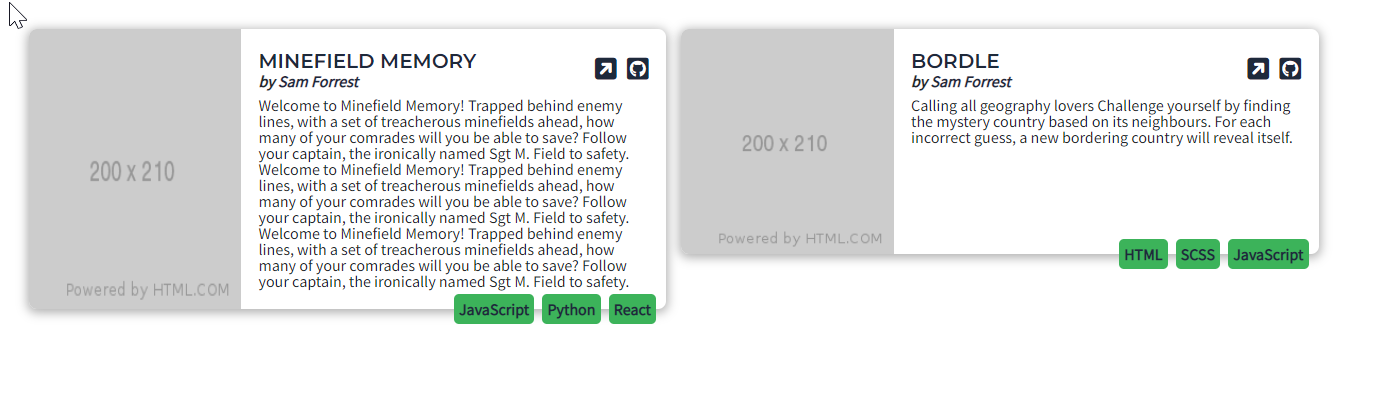 200 x 210
Powered by HTML.COM
MINEFIELD MEMORY
by Sam Forrest
Welcome to Minefield Memory! Trapped behind enemy
lines, with a set of treacherous minefields ahead, how
many of your comrades will you be able to save? Follow
your captain, the ironically named Sgt M. Field to safety.
Welcome to Minefield Memory! Trapped behind enemy
lines, with a set of treacherous minefields ahead, how
many of your comrades will you be able to save? Follow
your captain, the ironically named Sgt M. Field to safety.
Welcome to Minefield Memory! Trapped behind enemy
lines, with a set of treacherous minefields ahead, how
many of your comrades will you be able to save? Follow
your captain, the ironically named Sgt M. Field to safety.
JavaScript Python React
200 x 210
Powered by HTML.COM
BORDLE
by Sam Forrest
Calling all geography lovers Challenge yourself by finding
the mystery country based on its neighbours. For each
incorrect guess, a new bordering country will reveal itself.
HTML SCSS JavaScript